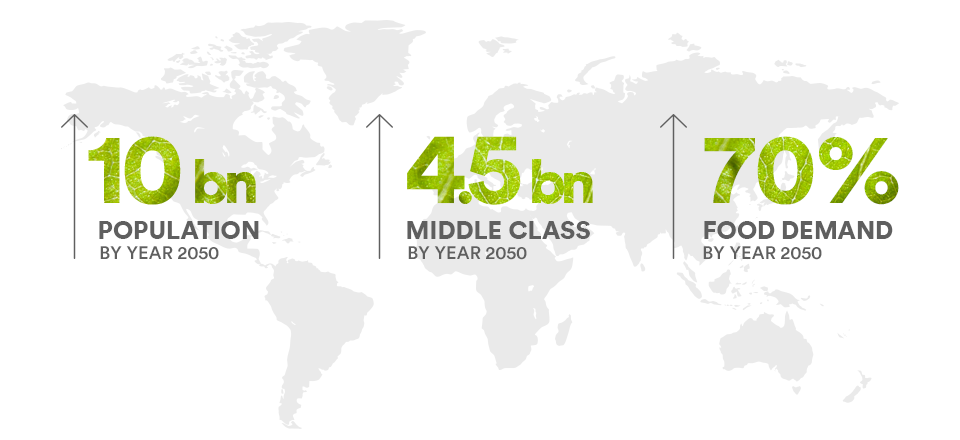 10 bn
POPULATION
BY YEAR 2050
4.5 bn
MIDDLE CLASS
BY YEAR 2050
70%
FOOD DEMAND
BY YEAR 2050